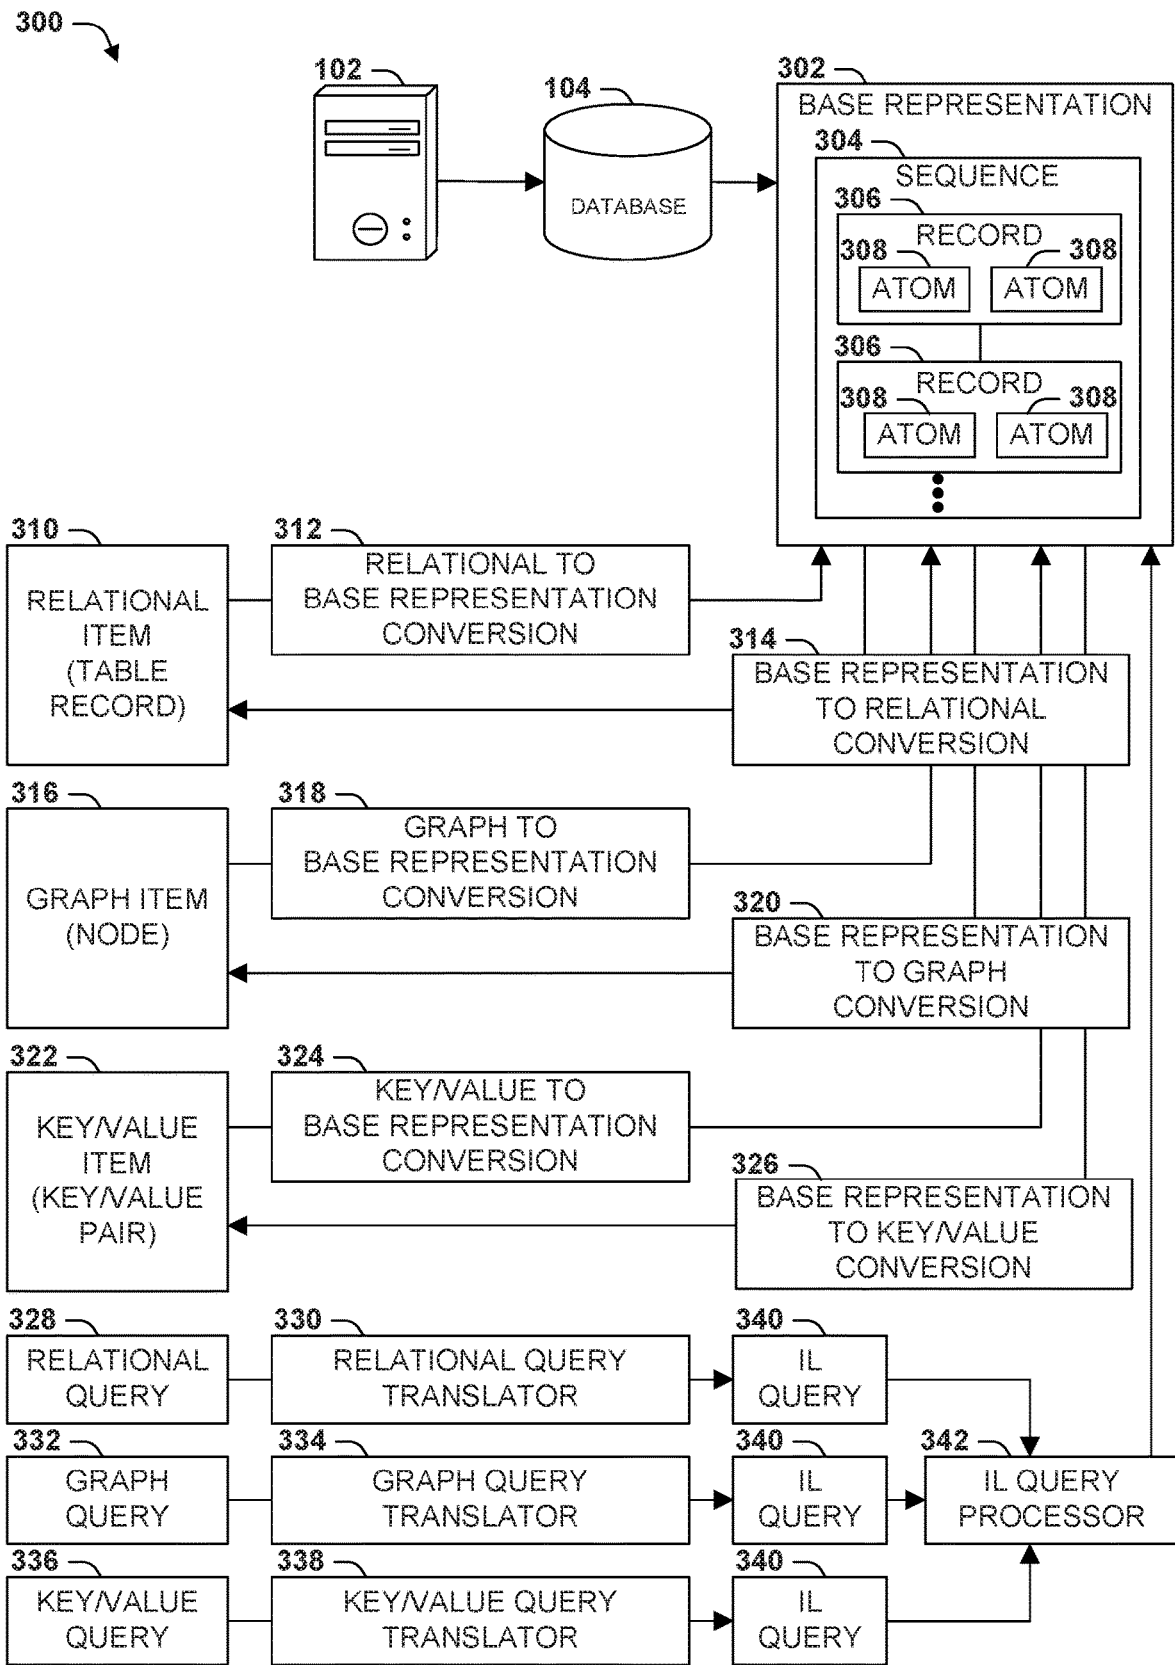 300
102
104
302
DATABASE
BASE REPRESENTATION
304
SEQUENCE
306
RECORD
308
308
ATOM
ATOM
306
RECORD
308
308
ATOM
ATOM
310
RELATIONAL
ITEM
(TABLE
RECORD)
312
RELATIONAL TO
BASE REPRESENTATION
CONVERSION
314
BASE REPRESENTATION
TO RELATIONAL
CONVERSION
316
GRAPH ITEM
(NODE)
318
GRAPH TO
BASE REPRESENTATION
CONVERSION
320
BASE REPRESENTATION
TO GRAPH
CONVERSION
322
KEY/VALUE
ITEM
(KEY/VALUE
PAIR)
324
KEY/VALUE TO
BASE REPRESENTATION
CONVERSION
326
BASE REPRESENTATION
TO KEY/VALUE
CONVERSION
328
RELATIONAL
QUERY
330
RELATIONAL QUERY
TRANSLATOR
340
IL
QUERY
332
GRAPH
QUERY
334
GRAPH QUERY
TRANSLATOR
340
IL
QUERY
342
IL QUERY
PROCESSOR
336
KEY/VALUE
QUERY
338
KEY/VALUE QUERY
TRANSLATOR
340
IL
QUERY